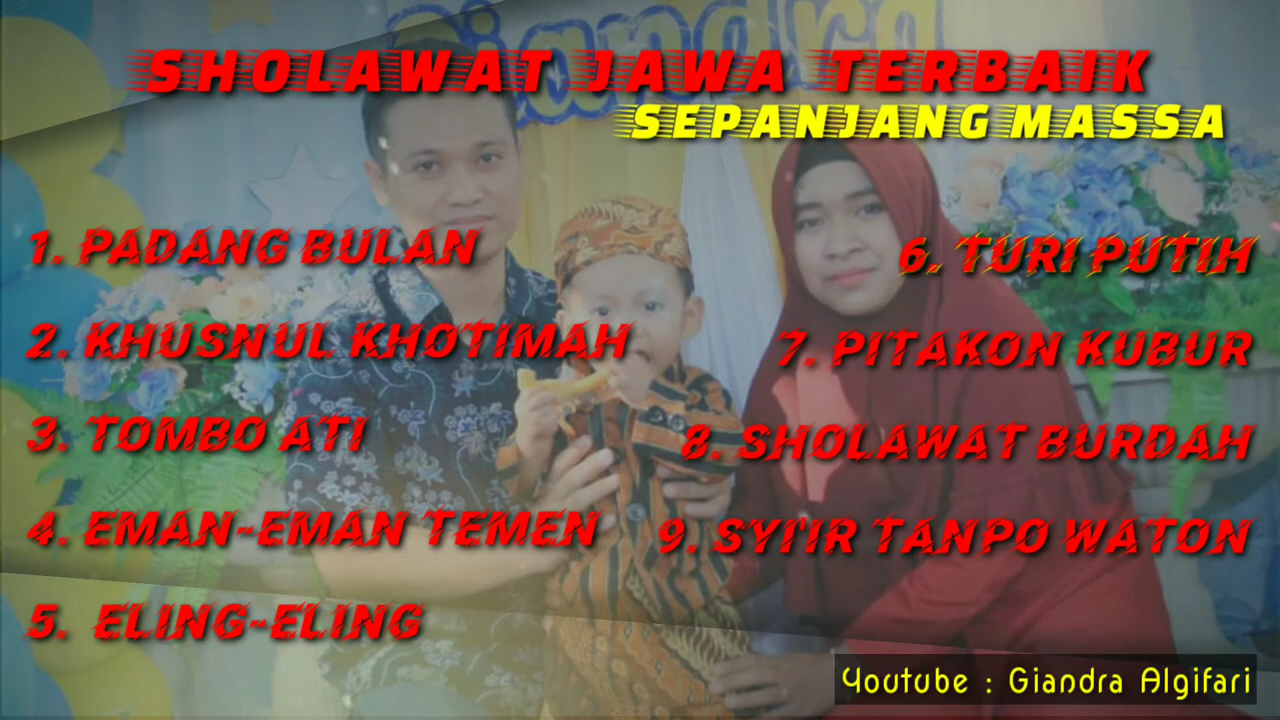 Giandra
SHOLAWAT JAWA TERBAIK
SEPANJANG MASSA
1. PADANG BULAN
2. KHUSNUL KHOTIMAH
3. TOMBO ATI
4. EMAN-EMAN TEMEN
5. ELING-ELING
6. TURI PUTIH
7. PITAKON KUBUR
8. SHOLAWAT BURDAH
9. SYI'IR TANPO WATON
Youtube : Giandra Algifari